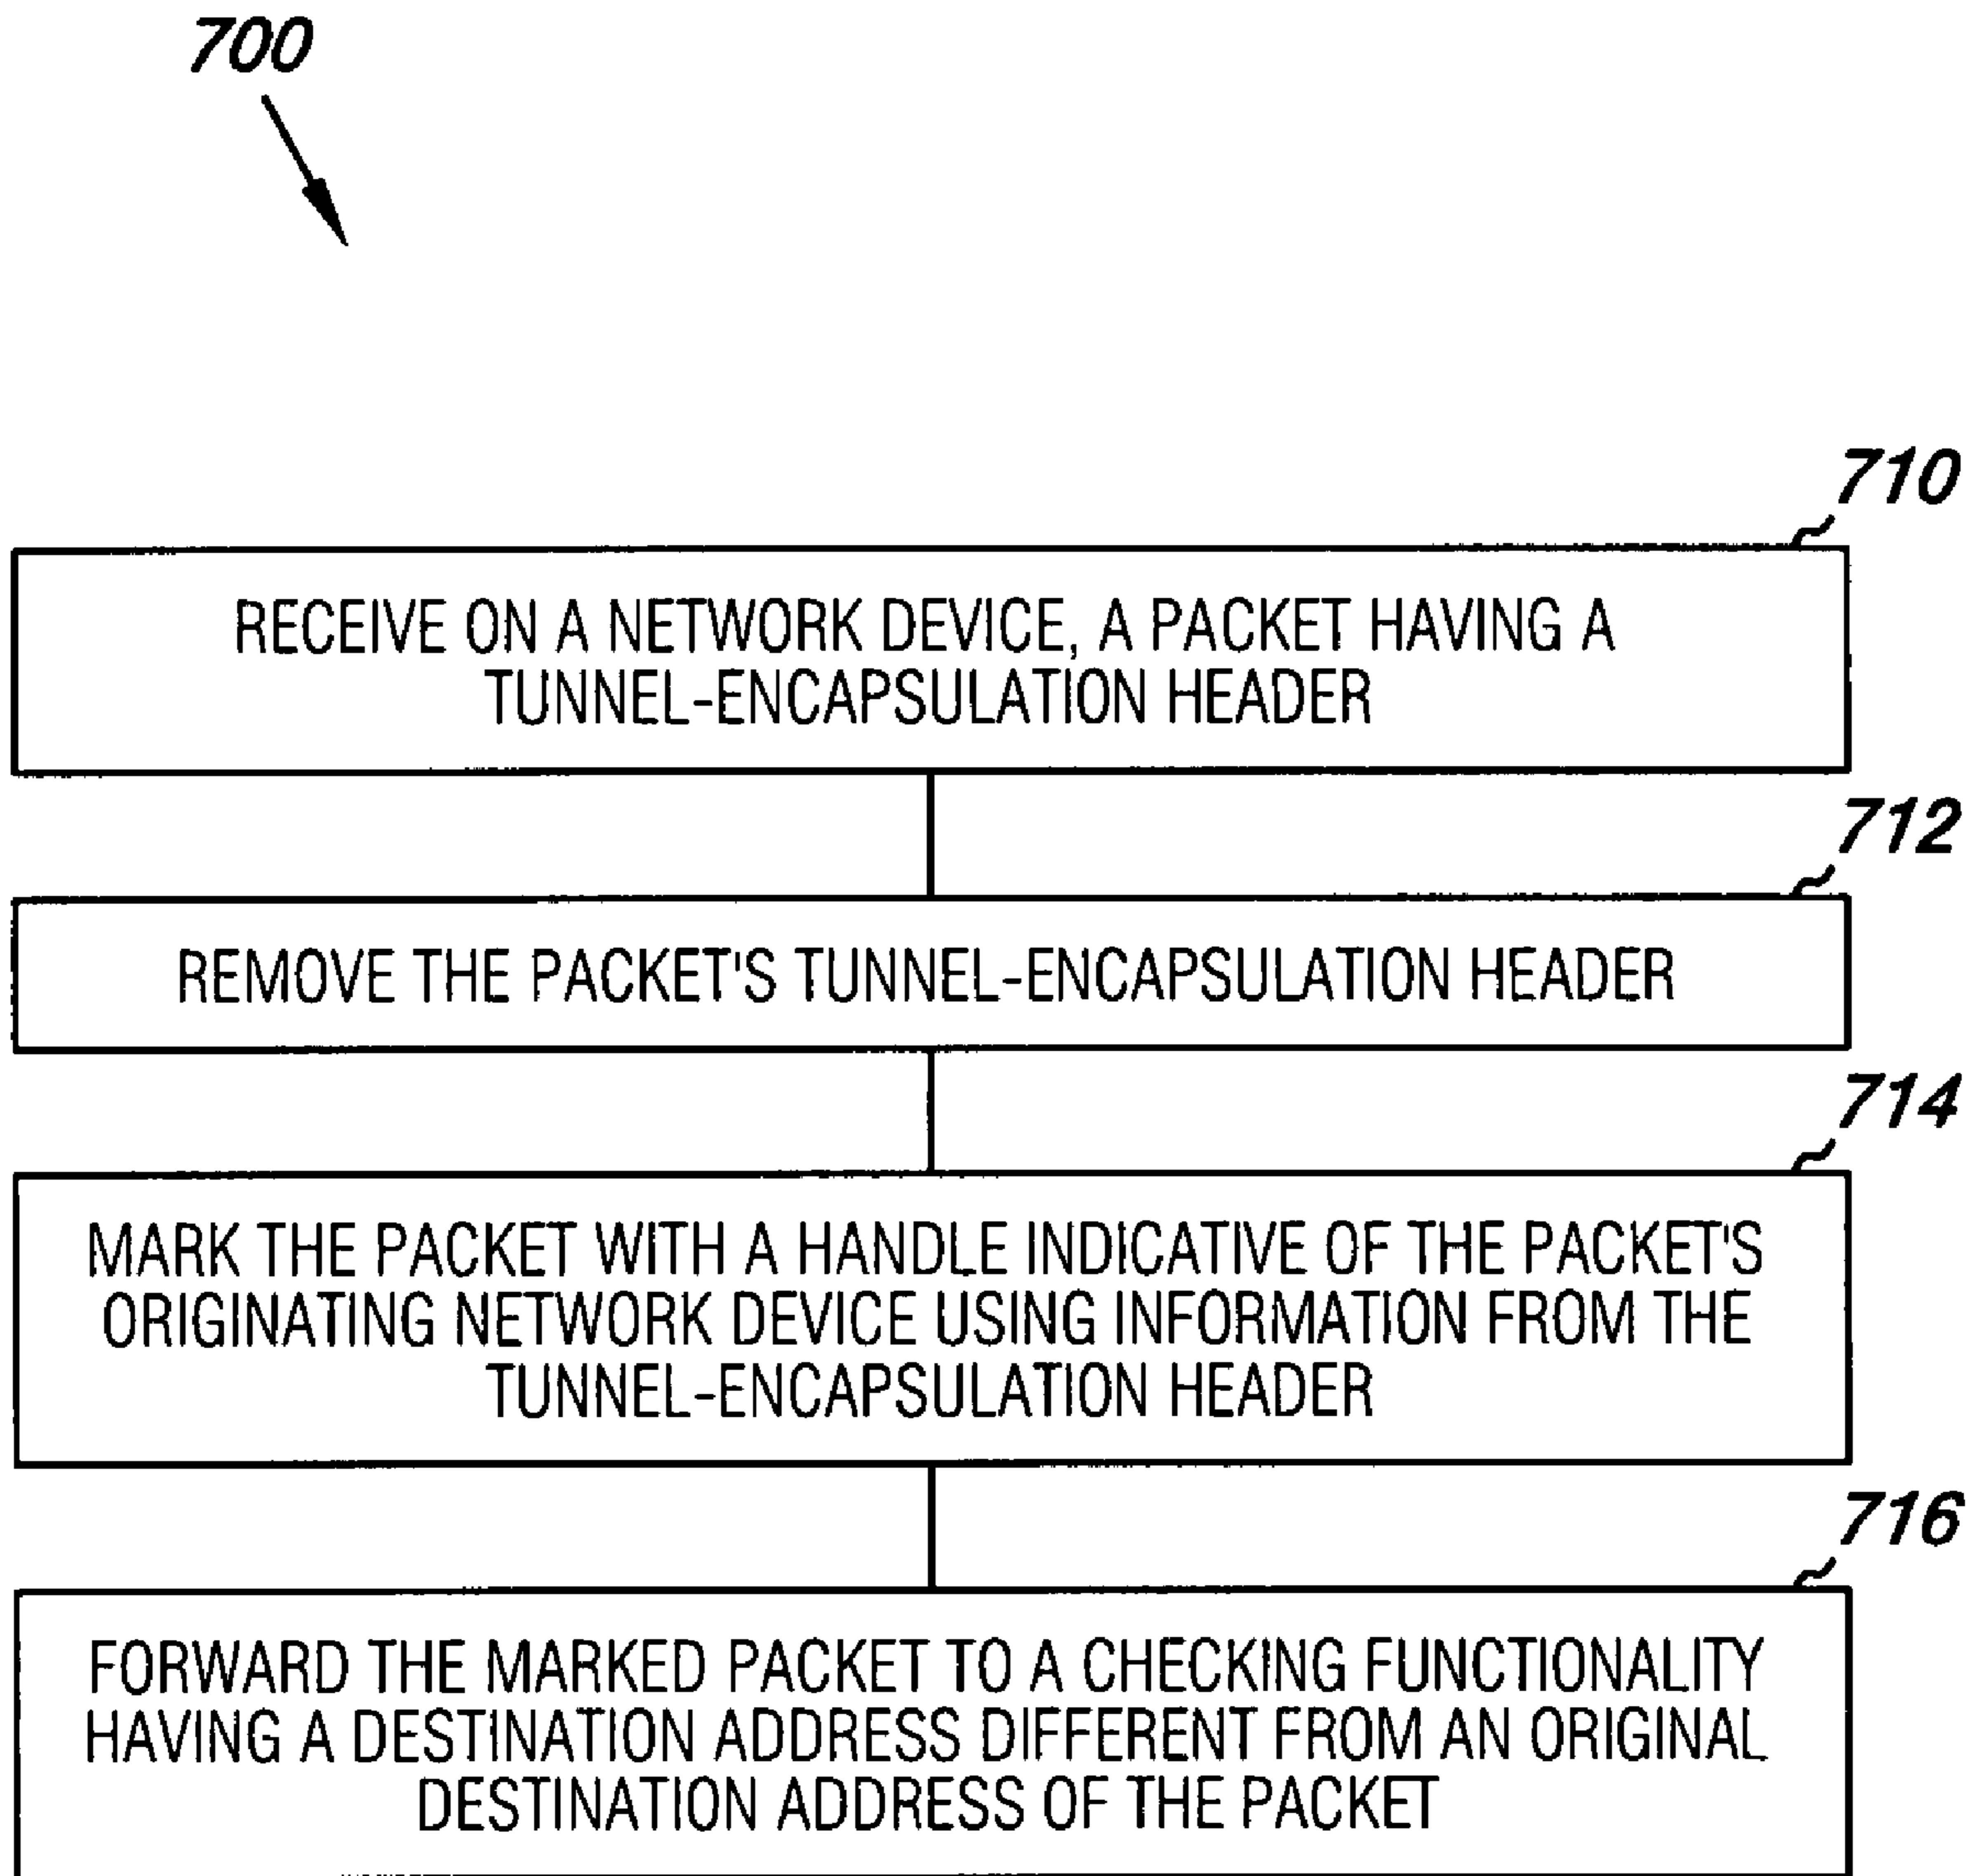 700
710
RECEIVE ON A NETWORK DEVICE, A PACKET HAVING A
TUNNEL-ENCAPSULATION HEADER
712
REMOVE THE PACKET'S TUNNEL-ENCAPSULATION HEADER
714
MARK THE PACKET WITH A HANDLE INDICATIVE OF THE PACKET'S
ORIGINATING NETWORK DEVICE USING INFORMATION FROM THE
TUNNEL-ENCAPSULATION HEADER
716
FORWARD THE MARKED PACKET TO A CHECKING FUNCTIONALITY
HAVING A DESTINATION ADDRESS DIFFERENT FROM AN ORIGINAL
DESTINATION ADDRESS OF THE PACKET